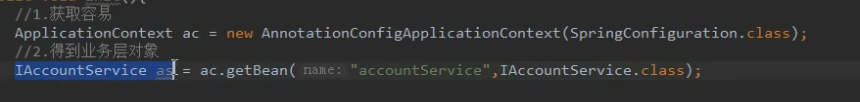 //1.获取容易
ApplicationContext ac = new AnnotationConfigApplicationContext(SpringConfiguration.class);
//2.得到业务层对象
IAccountService as = ac.getBean( name: "accountService",IAccountService.class);